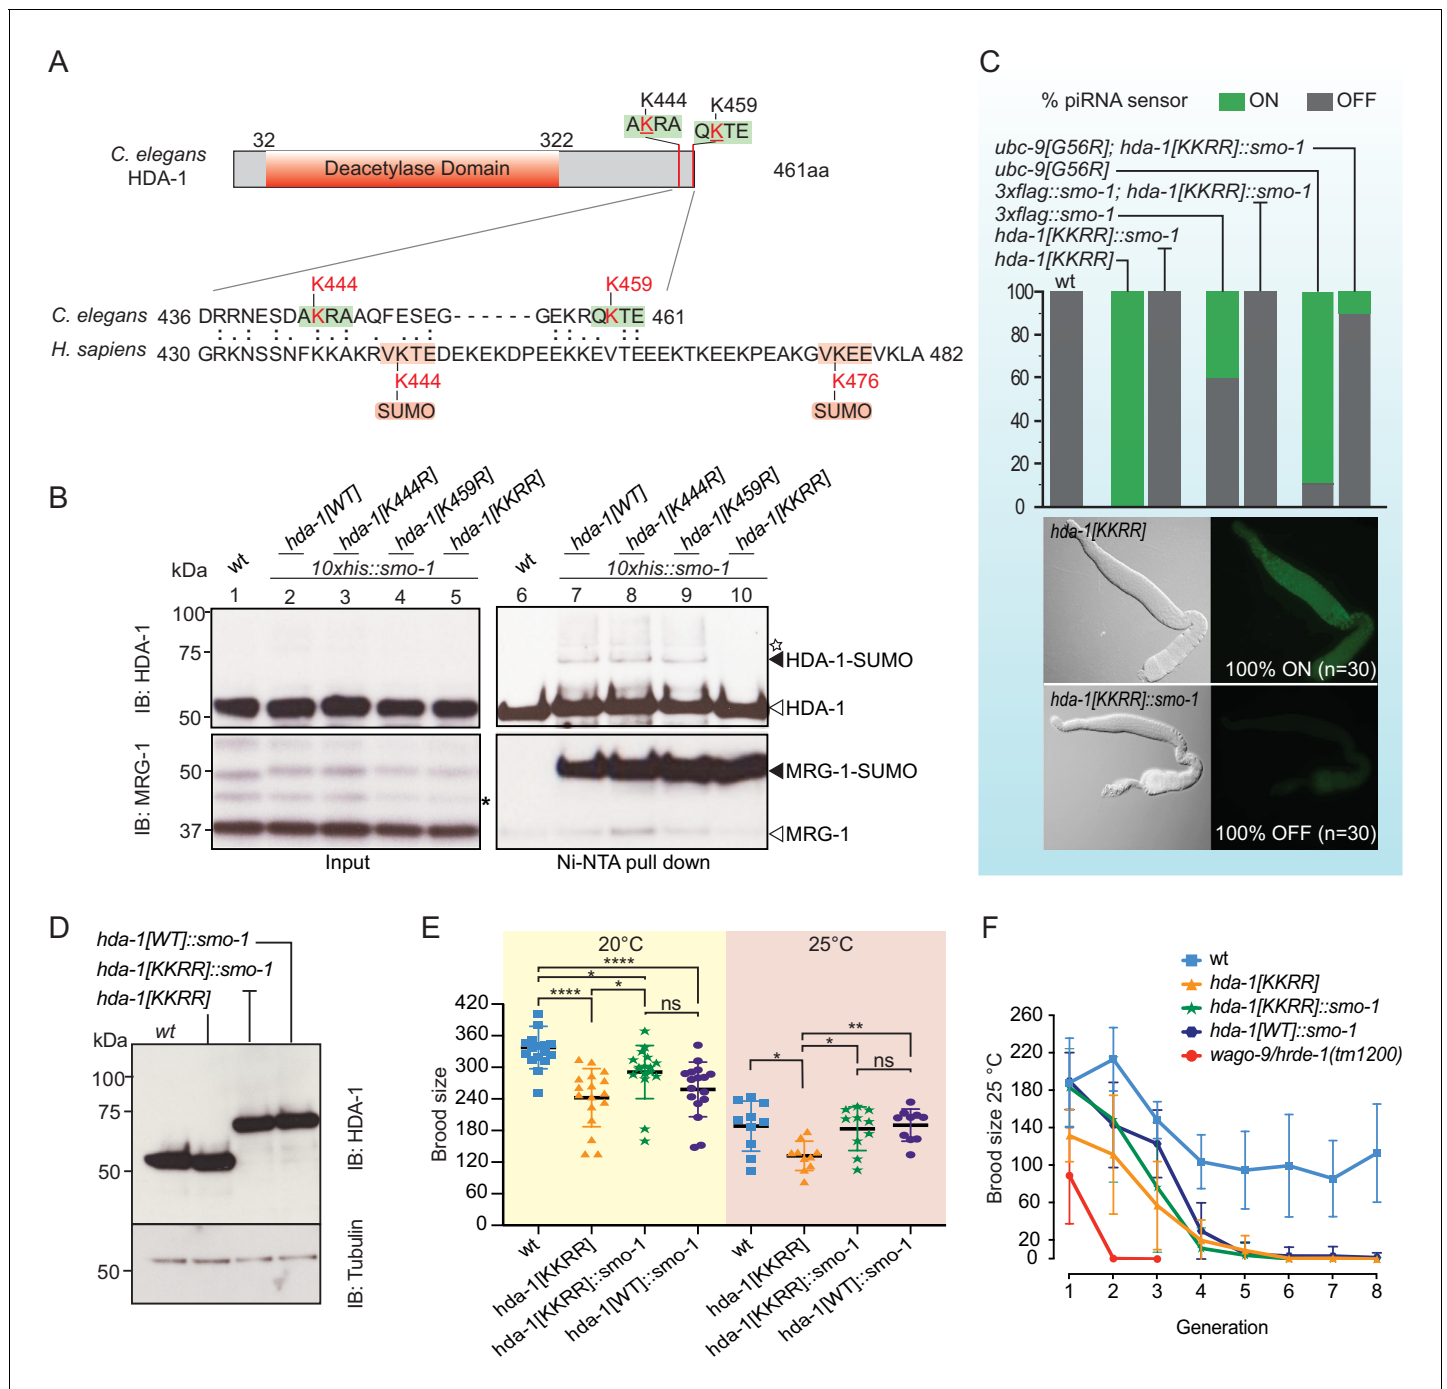 A
K444 K459
AKRA QKTE
32 322
C. elegans
HDA-1
Deacetylase Domain
461aa
K444 K459
C. elegans 436 DRRNESDAKRAAQFESEG------GEKRQKTE 461
H. sapiens 430 GRKNSSNFKKAKRVKTEDEKEKDPEEKKEVTEEEKTKEEKPEAKGVKEEVKLA 482
K444 K476
SUMO SUMO
B
wt hda-1[WT] hda-1[K444R] hda-1[K459R] hda-1[KKRR] wt hda-1[WT] hda-1[K444R] hda-1[K459R] hda-1[KKRR]
kDa 10xhis::smo-1 10xhis::smo-1
1 2 3 4 5 6 7 8 9 10
IB: HDA-1
100
75
50
HDA-1-SUMO
HDA-1
IB: MRG-1
50
37
*
MRG-1-SUMO
MRG-1
Input Ni-NTA pull down
C
% piRNA sensor ON OFF
ubc-9[G56R]; hda-1[KKRR]::smo-1
ubc-9[G56R]
3xflag::smo-1; hda-1[KKRR]::smo-1
3xflag::smo-1
hda-1[KKRR]::smo-1
hda-1[KKRR]
wt
100
80
60
40
20
0
hda-1[KKRR]
100% ON (n=30)
hda-1[KKRR]::smo-1
100% OFF (n=30)
D
hda-1[WT]::smo-1
hda-1[KKRR]::smo-1
hda-1[KKRR]
wt
kDa
100
75
50
IB: HDA-1
50
IB: Tubulin
E
20°C 25°C
****
*
**** *
ns
**
*
* ns
Brood size
420
360
300
240
180
120
60
0
wt hda-1[KKRR] hda-1[KKRR]::smo-1 hda-1[WT]::smo-1 wt hda-1[KKRR] hda-1[KKRR]::smo-1 hda-1[WT]::smo-1
F
wt
hda-1[KKRR]
hda-1[KKRR]::smo-1
hda-1[WT]::smo-1
wago-9/hrde-1(tm1200)
Brood size 25 °C
260
220
180
140
100
60
20
0
1 2 3 4 5 6 7 8
Generation